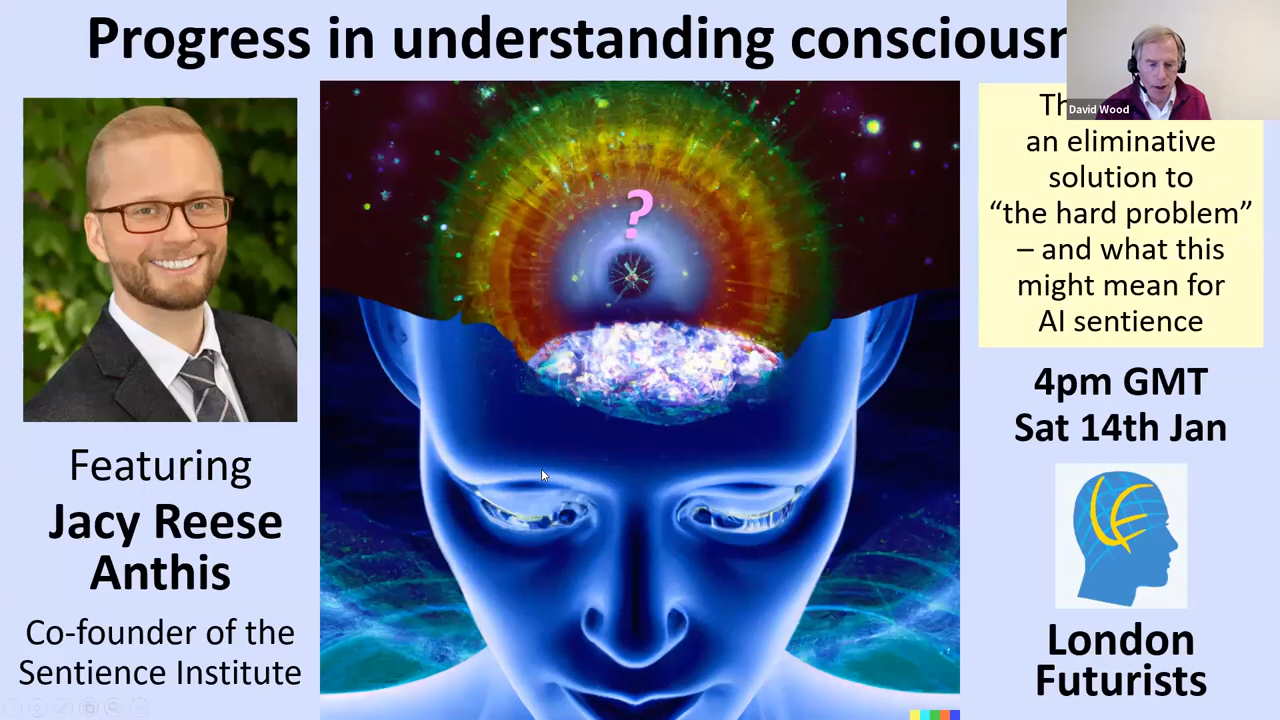 Progress in understanding consciousn
David Wood
Th
an eliminative
solution to
“the hard problem”
– and what this
might mean for
AI sentience
4pm GMT
Sat 14th Jan
London
Futurists
?
Featuring
Jacy Reese
Anthis
Co-founder of the
Sentience Institute